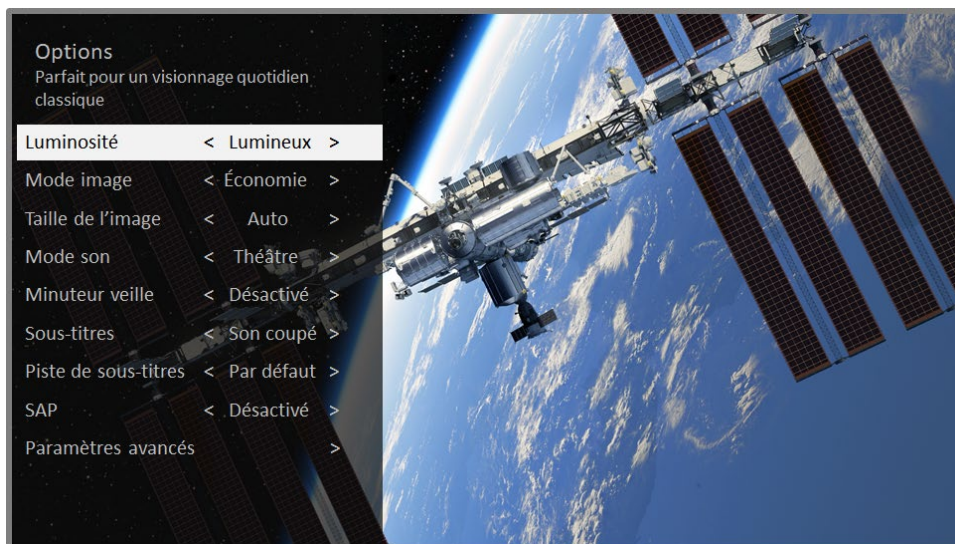 Options
Parfait pour un visionnage quotidien
classique
Luminosité < Lumineux >
Mode image < Économie >
Taille de l’image < Auto >
Mode son < Théâtre >
Minuteur veille < Désactivé >
Sous-titres < Son coupé >
Piste de sous-titres < Par défaut >
SAP < Désactivé >
Paramètres avancés >